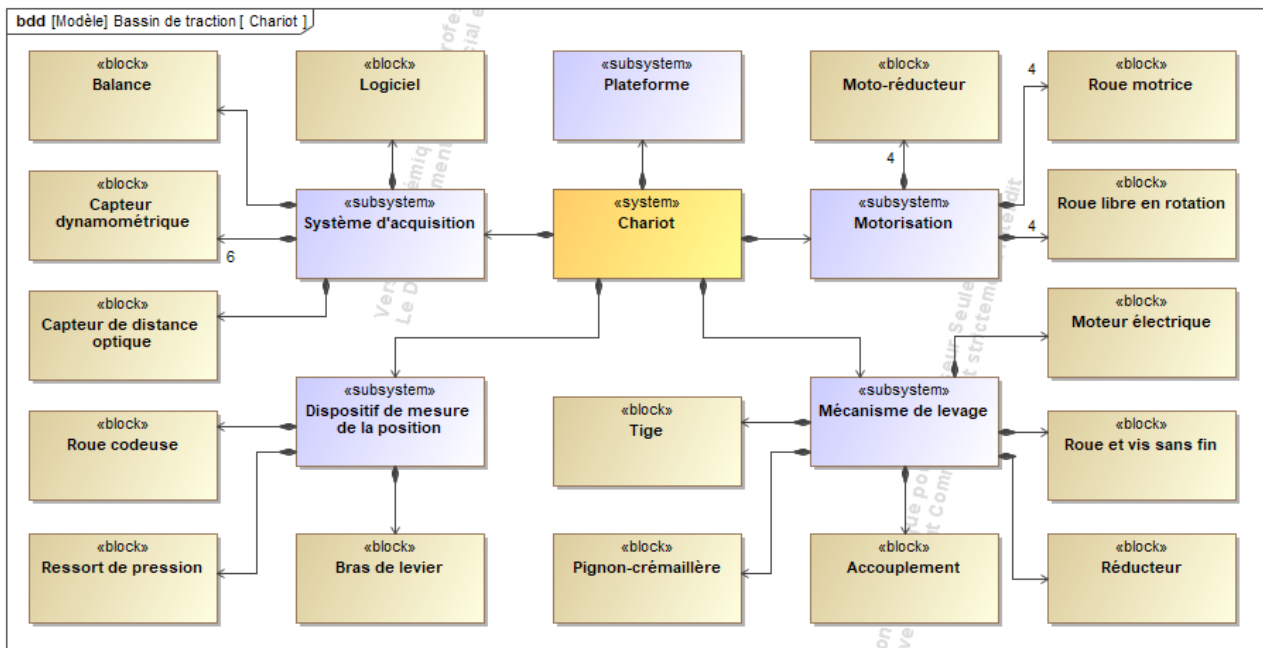 bdd [Modèle] Bassin de traction [ Chariot ]
«block»
Balance
«block»
Logiciel
«subsystem»
Plateforme
«block»
Moto-réducteur
4
«block»
Roue motrice
4
«block»
Capteur
dynamométrique
6
«subsystem»
Système d'acquisition
«system»
Chariot
«subsystem»
Motorisation
«block»
Roue libre en rotation
4
«block»
Capteur de distance
optique
«block»
Moteur électrique
«subsystem»
Dispositif de mesure
de la position
«subsystem»
Mécanisme de levage
«block»
Roue codeuse
«block»
Tige
«block»
Roue et vis sans fin
«block»
Ressort de pression
«block»
Bras de levier
«block»
Pignon-crémaillère
«block»
Accouplement
«block»
Réducteur